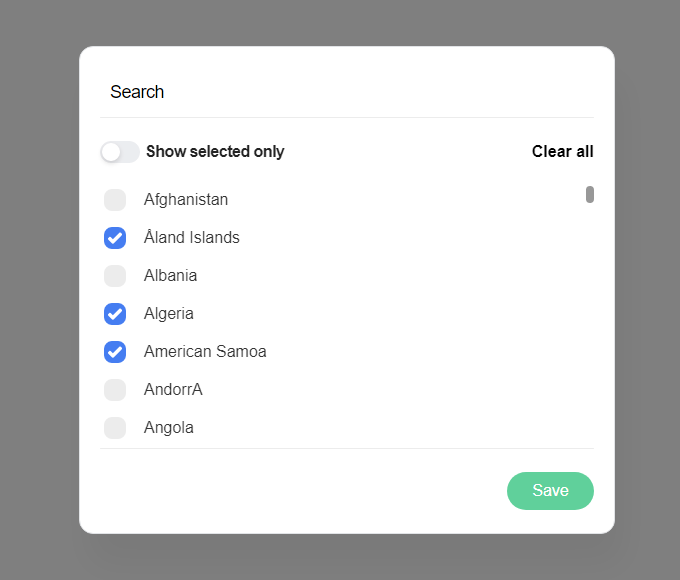 Search
Show selected only
Clear all
Afghanistan
Åland Islands
Albania
Algeria
American Samoa
AndorrA
Angola
Save